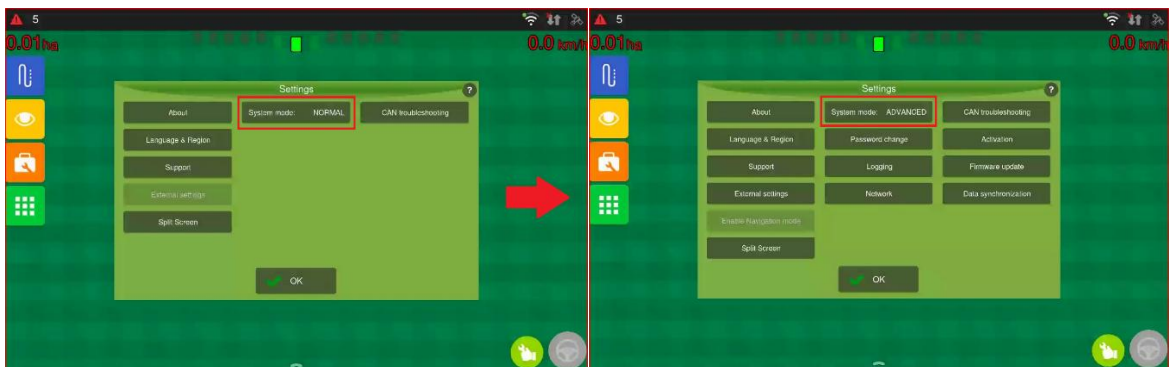 5
0.01ha
0.0 km/h
Settings
?
About
System mode: NORMAL
CAN troubleshooting
Language & Region
Support
External settings
Split Screen
OK
5
0.01ha
0.0 km/h
Settings
?
About
System mode: ADVANCED
CAN troubleshooting
Language & Region
Password change
Activation
Support
Logging
Firmware update
External settings
Network
Data synchronization
Enable Navigation mode
Split Screen
OK